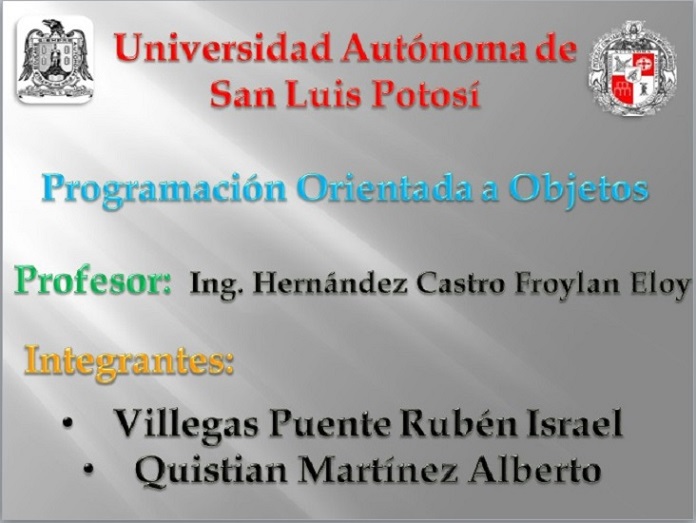 Universidad Autónoma de
San Luis Potosí
Programación Orientada a Objetos
Profesor: Ing. Hernández Castro Froylan Eloy
Integrantes:
• Villegas Puente Rubén Israel
• Quistian Martínez Alberto